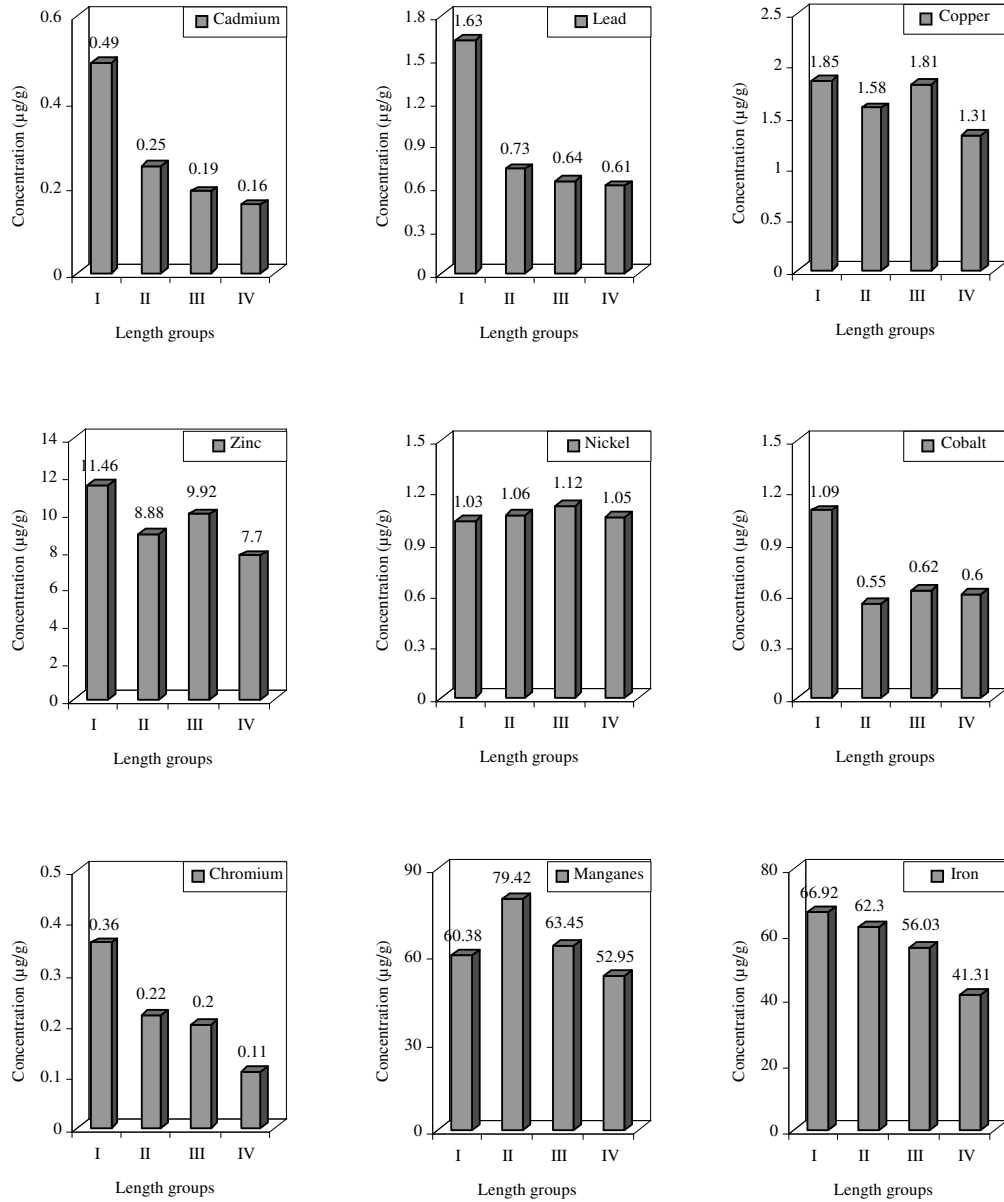 Cadmium
0.6
0.4
0.2
0
Concentration (µg/g)
0.49
0.25
0.19
0.16
I II III IV
Length groups
Lead
1.8
1.5
1.2
0.9
0.6
0.3
0
Concentration (µg/g)
1.63
0.73
0.64
0.61
I II III IV
Length groups
Copper
2.5
2
1.5
1
0.5
0
Concentration (µg/g)
1.85
1.58
1.81
1.31
I II III IV
Length groups
Zinc
14
12
10
8
6
4
2
0
Concentration (µg/g)
11.46
8.88
9.92
7.7
I II III IV
Length groups
Nickel
1.5
1.2
0.9
0.6
0.3
0
Concentration (µg/g)
1.03
1.06
1.12
1.05
I II III IV
Length groups
Cobalt
1.5
1.2
0.9
0.6
0.3
0
Concentration (µg/g)
1.09
0.55
0.62
0.6
I II III IV
Length groups
Chromium
0.5
0.4
0.3
0.2
0.1
0
Concentration (µg/g)
0.36
0.22
0.2
0.11
I II III IV
Length groups
Manganes
90
60
30
0
Concentration (µg/g)
60.38
79.42
63.45
52.95
I II III IV
Length groups
Iron
80
60
40
20
0
Concentration (µg/g)
66.92
62.3
56.03
41.31
I II III IV
Length groups